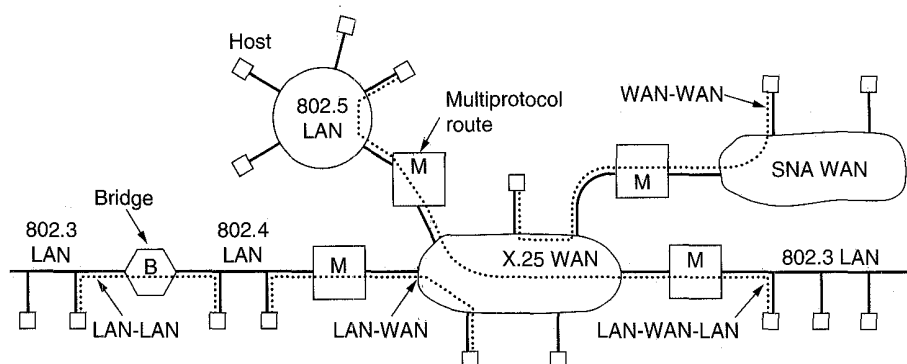 Host
802.5
LAN
Multiprotocol
route
M
WAN-WAN
M
SNA WAN
Bridge
802.3
LAN
B
802.4
LAN
M
X.25 WAN
M
802.3 LAN
LAN-LAN
LAN-WAN
LAN-WAN-LAN